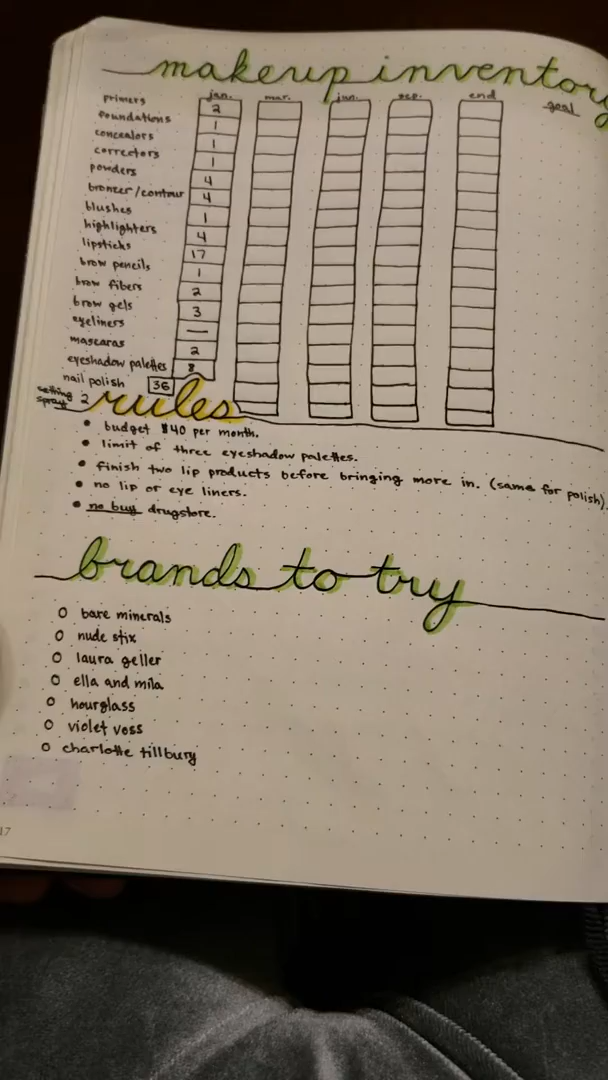 makeup inventory
jan. mar. jun. sep. end goal
primers 2
foundations 1
concealors 1
correctors 1
powders 4
bronzer/contour 4
blushes 1
highlighters 4
lipsticks 17
brow pencils 1
brow fibers 2
brow gels 3
eyeliners —
mascaras 2
eyeshadow palettes 8
nail polish 36
setting spray 2
rules
• budget $40 per month.
• limit of three eyeshadow palettes.
• finish two lip products before bringing more in. (same for polish)
• no lip or eye liners.
• no buy drugstore.
brands to try
o bare minerals
o nude stix
o laura geller
o ella and mila
o hourglass
o violet voss
o charlotte tillbury
17